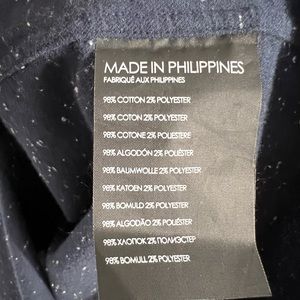 MADE IN PHILIPPINES
FABRIQUÉ AUX PHILIPPINES
98% COTTON 2% POLYESTER
98% COTON 2% POLYESTER
98% COTONE 2% POLIESTERE
98% ALGODÓN 2% POLIÉSTER
98% BAUMWOLLE 2% POLYESTER
98% KATOEN 2% POLYESTER
98% BOMULD 2% POLYESTER
98% ALGODÃO 2% POLIÉSTER
98% ХЛОПОК 2% ПОЛИЭСТЕР
98% BOMULL 2% POLYESTER